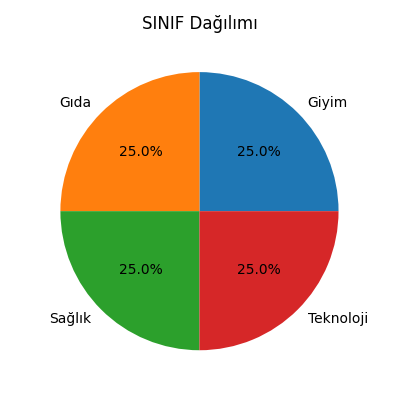 SINIF Dağılımı
Gıda
Giyim
25.0%
25.0%
25.0%
25.0%
Sağlık
Teknoloji